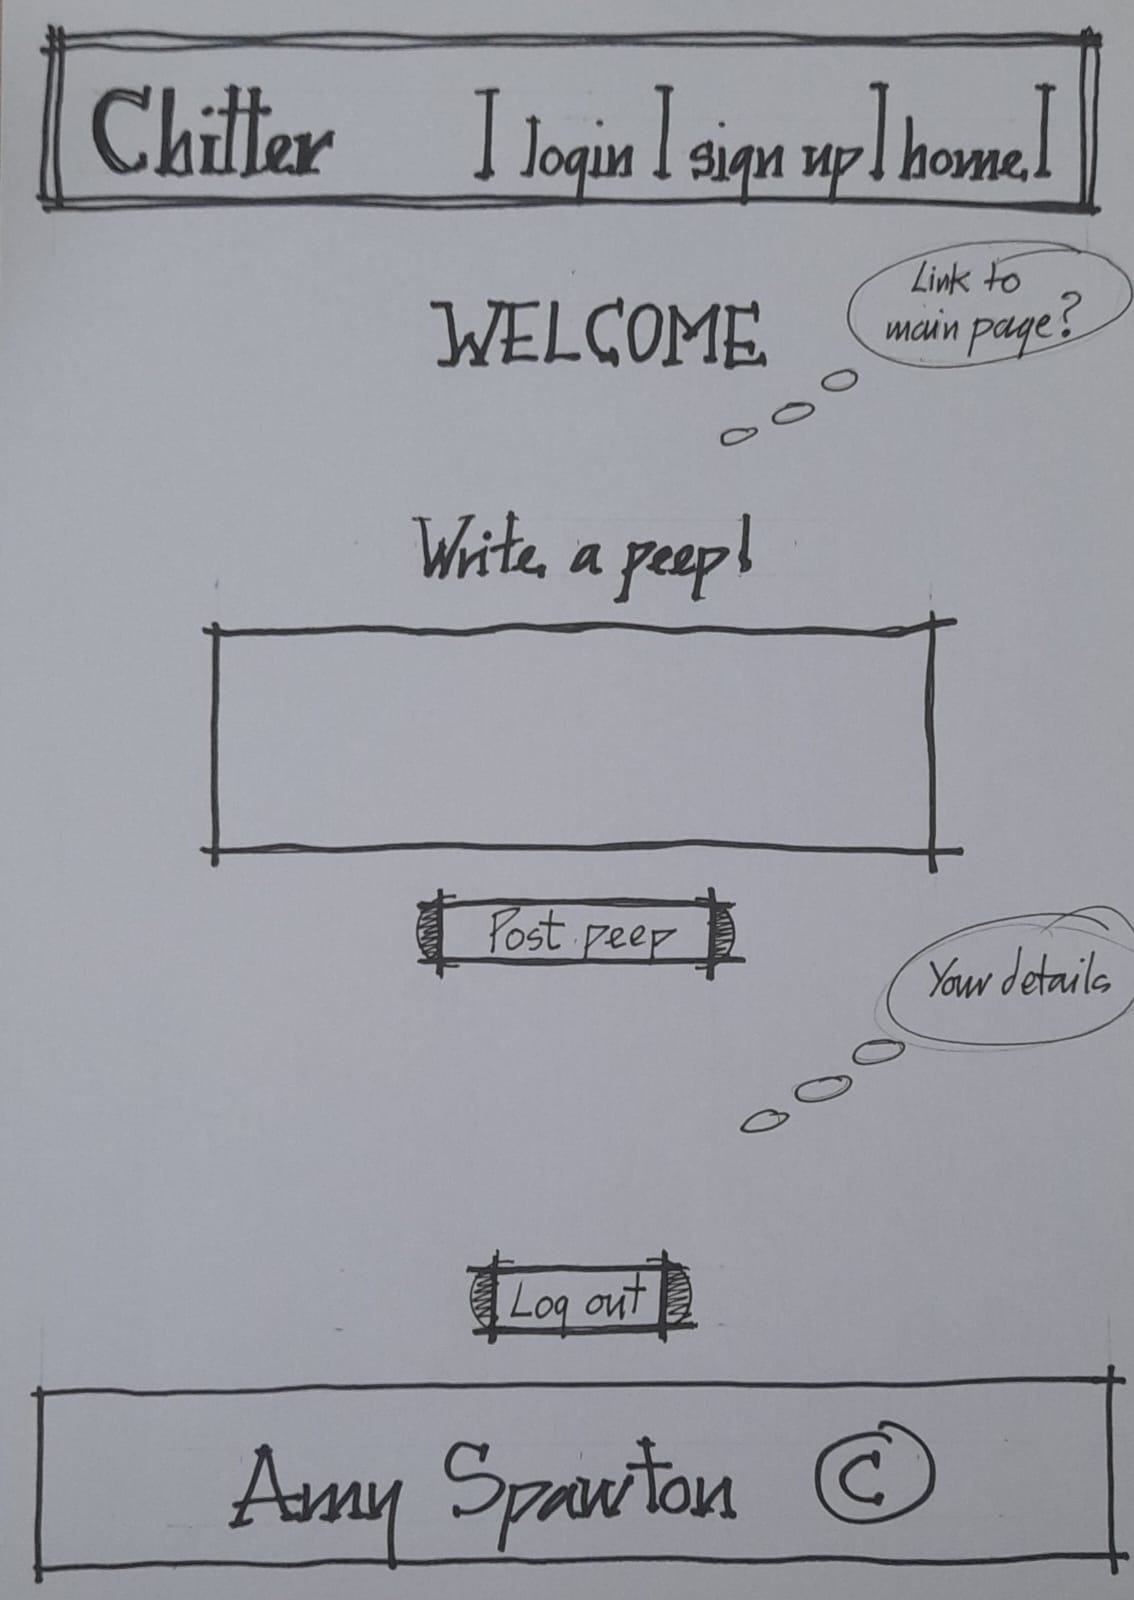 Chitter | login | sign up | home |
WELCOME
Link to
main page?
Write a peep!
Post peep
Your details
Log out
Amy Spawton ©